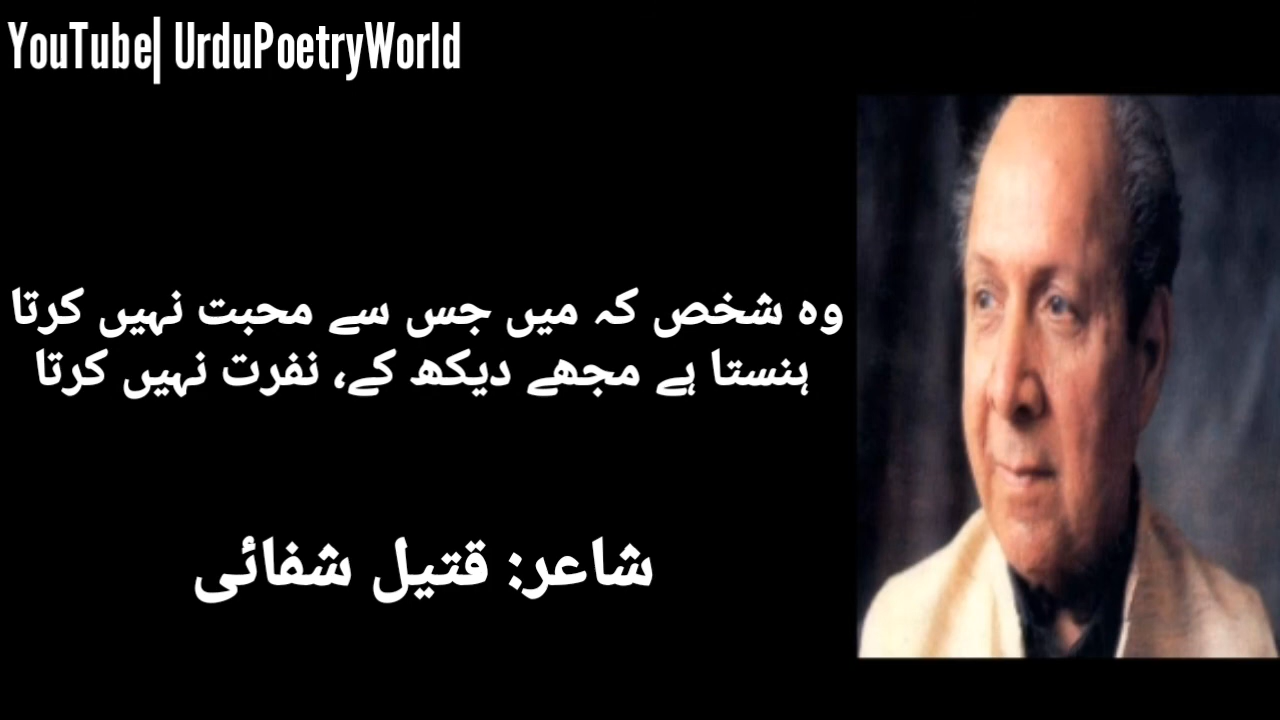 YouTube| UrduPoetryWorld
وہ شخص کہ میں جس سے محبت نہیں کرتا
ہنستا ہے مجھے دیکھ کے، نفرت نہیں کرتا
شاعر: قتیل شفائی